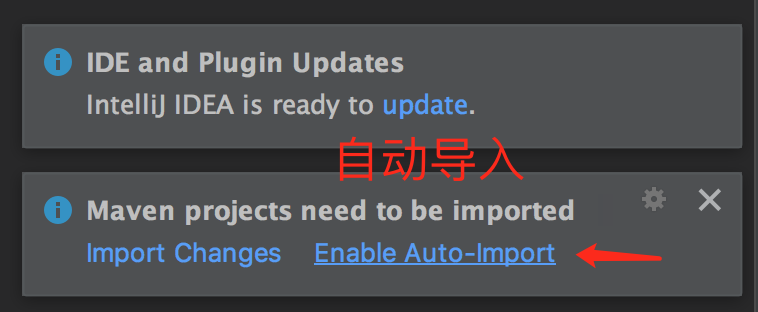 IDE and Plugin Updates
IntelliJ IDEA is ready to update.
自动导入
Maven projects need to be imported
Import Changes Enable Auto-Import